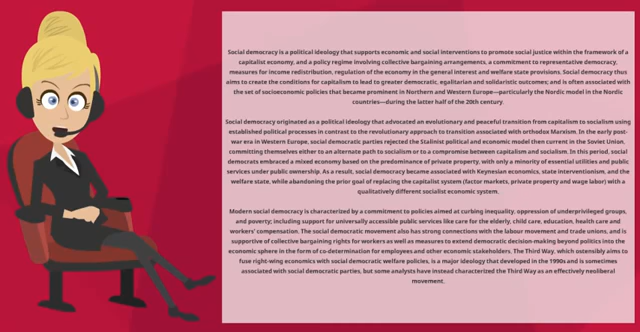 Social democracy is a political ideology that supports economic and social interventions to promote social justice within the framework of a
capitalist economy, and a policy regime involving collective bargaining arrangements, a commitment to representative democracy,
measures for income redistribution, regulation of the economy in the general interest and welfare state provisions. Social democracy thus
aims to create the conditions for capitalism to lead to greater democratic, egalitarian and solidaristic outcomes; and is often associated with
the set of socioeconomic policies that became prominent in Northern and Western Europe—particularly the Nordic model in the Nordic
countries—during the latter half of the 20th century.
Social democracy originated as a political ideology that advocated an evolutionary and peaceful transition from capitalism to socialism using
established political processes in contrast to the revolutionary approach to transition associated with orthodox Marxism. In the early post-
war era in Western Europe, social democratic parties rejected the Stalinist political and economic model then current in the Soviet Union,
committing themselves either to an alternate path to socialism or to a compromise between capitalism and socialism. In this period, social
democrats embraced a mixed economy based on the predominance of private property, with only a minority of essential utilities and public
services under public ownership. As a result, social democracy became associated with Keynesian economics, state interventionism, and the
welfare state, while abandoning the prior goal of replacing the capitalist system (factor markets, private property and wage labor) with a
qualitatively different socialist economic system.
Modern social democracy is characterized by a commitment to policies aimed at curbing inequality, oppression of underprivileged groups,
and poverty; including support for universally accessible public services like care for the elderly, child care, education, health care and
workers' compensation. The social democratic movement also has strong connections with the labour movement and trade unions, and is
supportive of collective bargaining rights for workers as well as measures to extend democratic decision-making beyond politics into the
economic sphere in the form of co-determination for employees and other economic stakeholders. The Third Way, which ostensibly aims to
fuse right-wing economics with social democratic welfare policies, is a major ideology that developed in the 1990s and is sometimes
associated with social democratic parties, but some analysts have instead characterized the Third Way as an effectively neoliberal
movement.